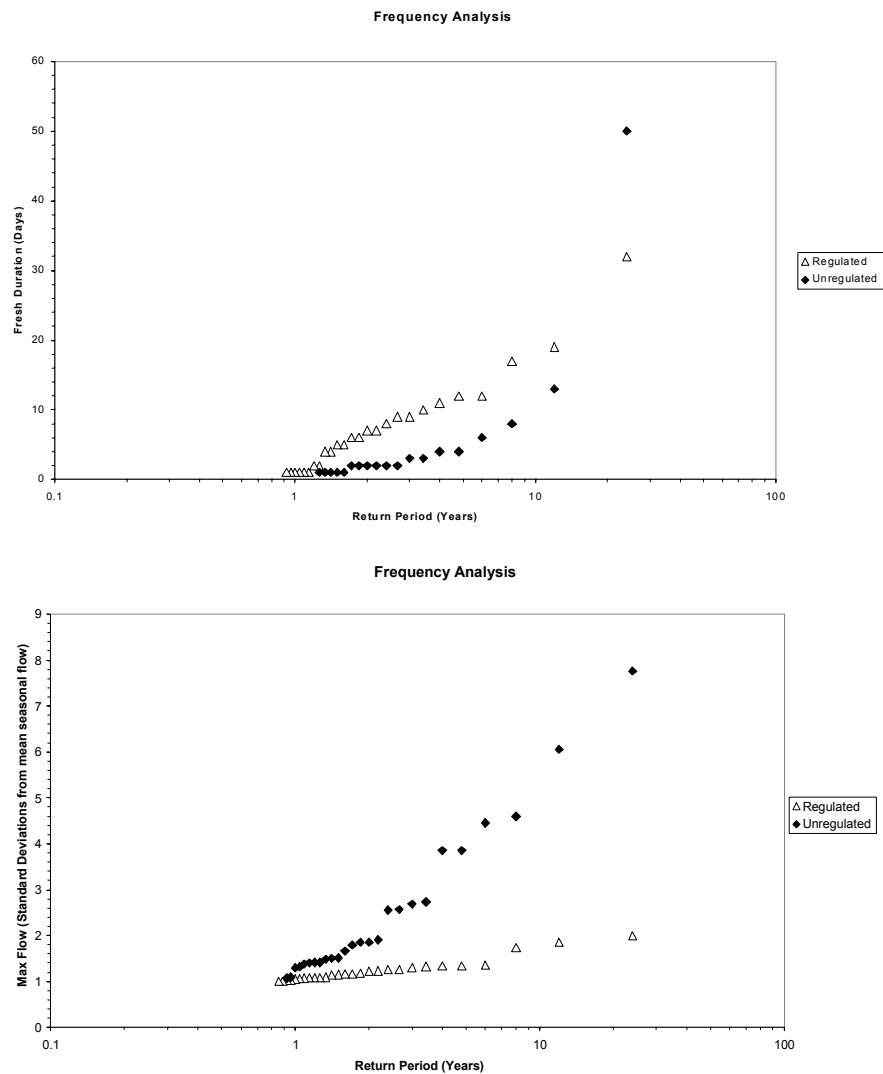 Frequency Analysis
60
50
40
30
20
10
0
0.1 1 10 100
Fresh Duration (Days)
Return Period (Years)
Regulated
Unregulated
Frequency Analysis
9
8
7
6
5
4
3
2
1
0
0.1 1 10 100
Max Flow (Standard Deviations from mean seasonal flow)
Return Period (Years)
Regulated
Unregulated